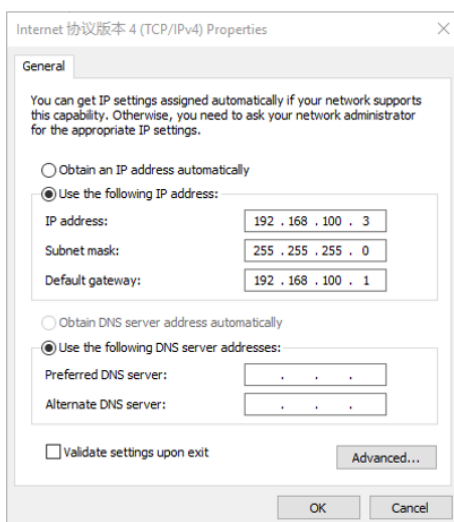 Internet 协议版本 4 (TCP/IPv4) Properties
General
You can get IP settings assigned automatically if your network supports
this capability. Otherwise, you need to ask your network administrator
for the appropriate IP settings.
Obtain an IP address automatically
Use the following IP address:
IP address: 192 . 168 . 100 . 3
Subnet mask: 255 . 255 . 255 . 0
Default gateway: 192 . 168 . 100 . 1
Obtain DNS server address automatically
Use the following DNS server addresses:
Preferred DNS server: . . .
Alternate DNS server: . . .
Validate settings upon exit
Advanced...
OK Cancel